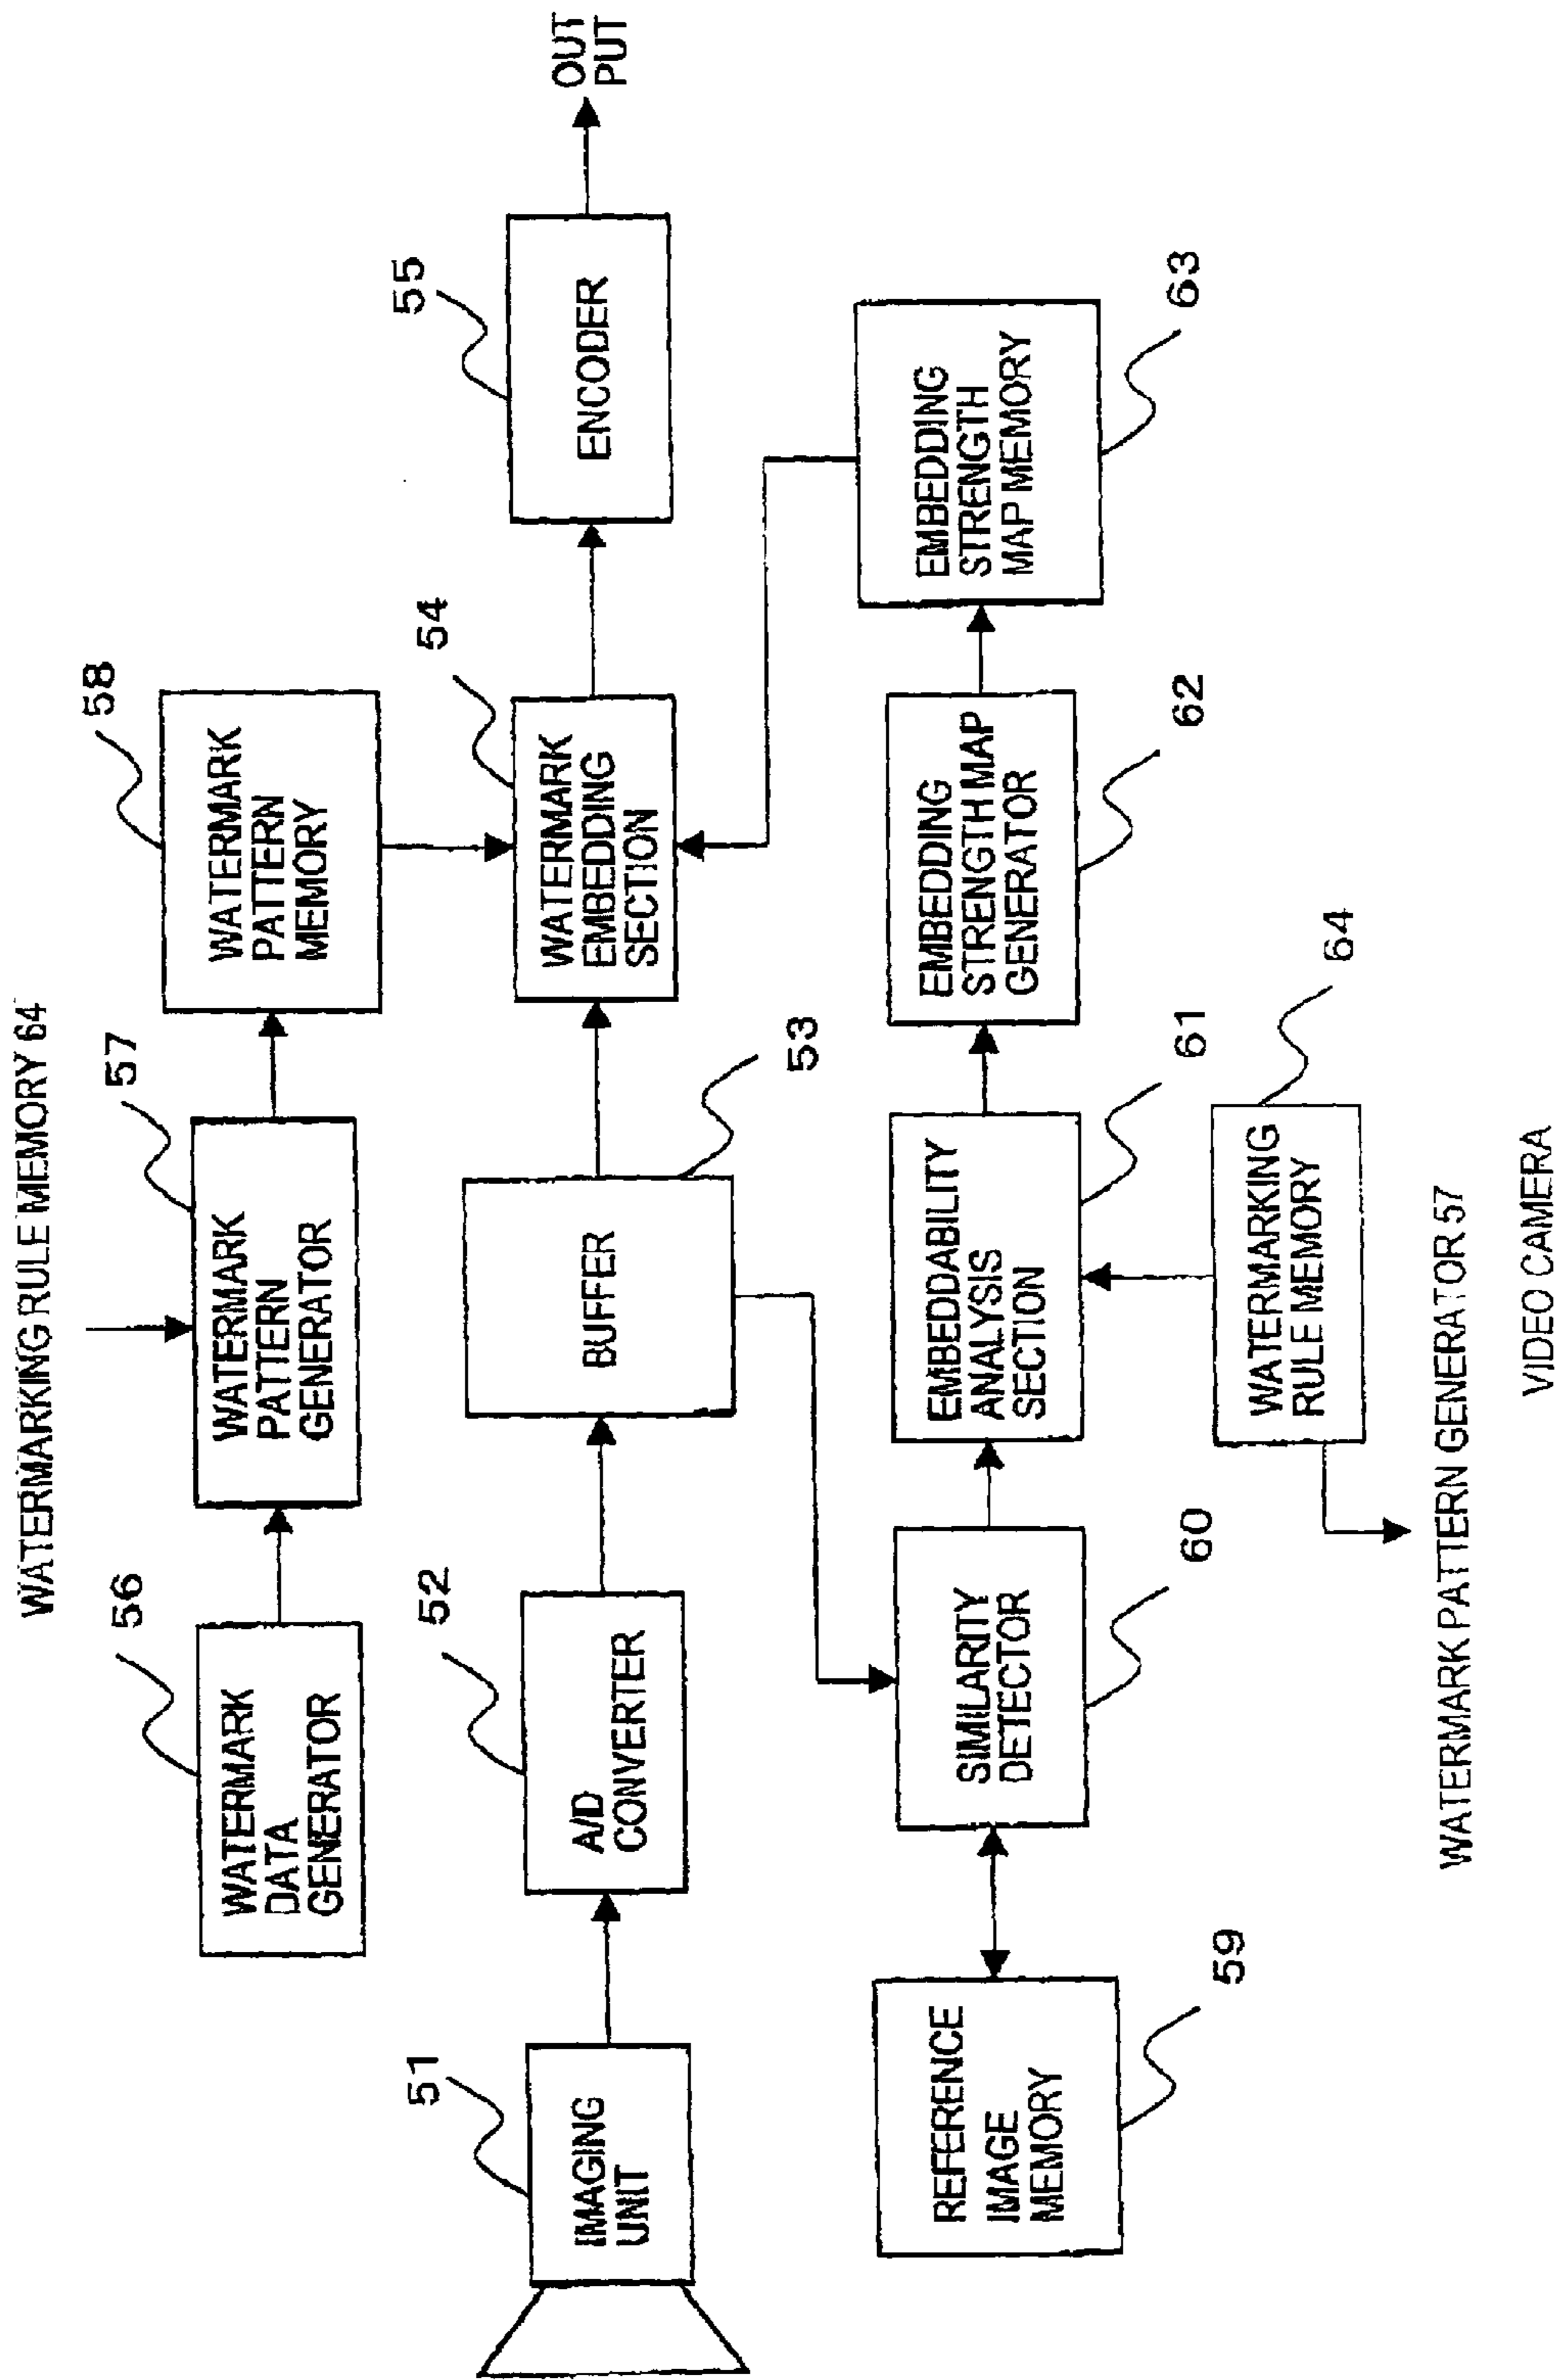 WATERMARKING RULE MEMORY 64
56
WATERMARK
DATA
GENERATOR
57
WATERMARK
PATTERN
GENERATOR
58
WATERMARK
PATTERN
MEMORY
51
IMAGING
UNIT
52
A/D
CONVERTER
BUFFER
53
54
WATERMARK
EMBEDDING
SECTION
55
ENCODER
OUT
PUT
REFERENCE
IMAGE
MEMORY
59
SIMILARITY
DETECTOR
60
EMBEDDABILITY
ANALYSIS
SECTION
61
EMBEDDING
STRENGTH MAP
GENERATOR
62
EMBEDDING
STRENGTH
MAP MEMORY
63
WATERMARKING
RULE MEMORY
64
WATERMARK PATTERN GENERATOR 57
VIDEO CAMERA